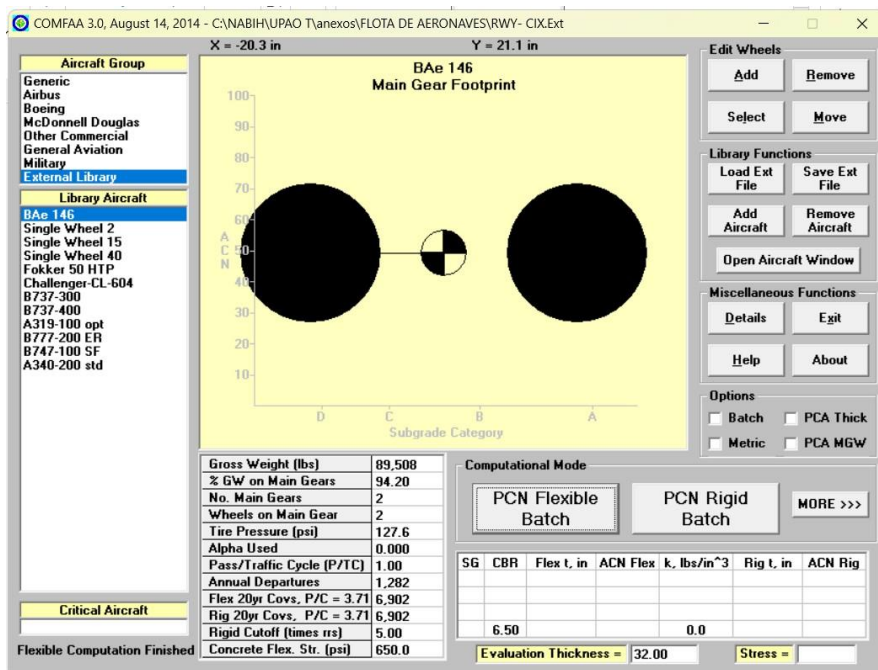 COMFAA 3.0, August 14, 2014 - C:\NABIH\UPAO T\anexos\FLOTA DE AERONAVES\RWY- CIX.Ext
X = -20.3 in Y = 21.1 in
Aircraft Group
Generic
Airbus
Boeing
McDonnell Douglas
Other Commercial
General Aviation
Military
External Library
Library Aircraft
BAe 146
Single Wheel 2
Single Wheel 15
Single Wheel 40
Fokker 50 HTP
Challenger-CL-604
B737-300
B737-400
A319-100 opt
B777-200 ER
B747-100 SF
A340-200 std
Critical Aircraft
Flexible Computation Finished
BAe 146
Main Gear Footprint
100
90
80
70
60
50
40
30
20
10
A
C
N
D C B A
Subgrade Category
Gross Weight (lbs) 89,508
% GW on Main Gears 94.20
No. Main Gears 2
Wheels on Main Gear 2
Tire Pressure (psi) 127.6
Alpha Used 0.000
Pass/Traffic Cycle (P/TC) 1.00
Annual Departures 1,282
Flex 20yr Covs, P/C = 3.71 6,902
Rig 20yr Covs, P/C = 3.71 6,902
Rigid Cutoff (times rrs) 5.00
Concrete Flex. Str. (psi) 650.0
Edit Wheels
Add Remove
Select Move
Library Functions
Load Ext File Save Ext File
Add Aircraft Remove Aircraft
Open Aircraft Window
Miscellaneous Functions
Details Exit
Help About
Options
Batch PCA Thick
Metric PCA MGW
Computational Mode
PCN Flexible Batch PCN Rigid Batch MORE >>>
SG CBR Flex t, in ACN Flex k, lbs/in^3 Rig t, in ACN Rig
6.50 0.0
Evaluation Thickness = 32.00 Stress =